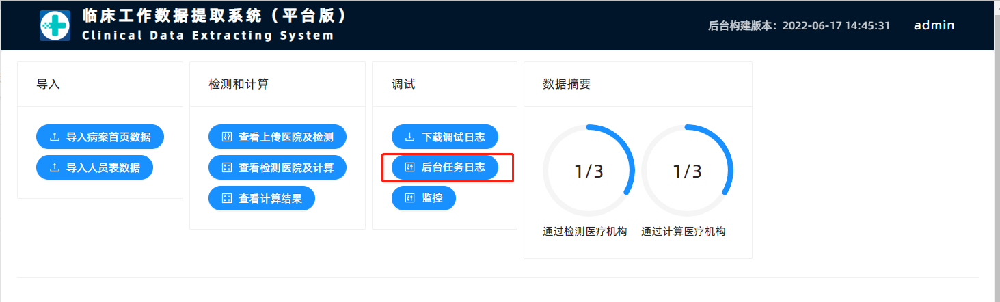 临床工作数据提取系统（平台版）
Clinical Data Extracting System
后台构建版本：2022-06-17 14:45:31
admin
导入
导入病案首页数据
导入人员表数据
检测和计算
查看上传医院及检测
查看检测医院及计算
查看计算结果
调试
下载调试日志
后台任务日志
监控
数据摘要
1/3
通过检测医疗机构
1/3
通过计算医疗机构